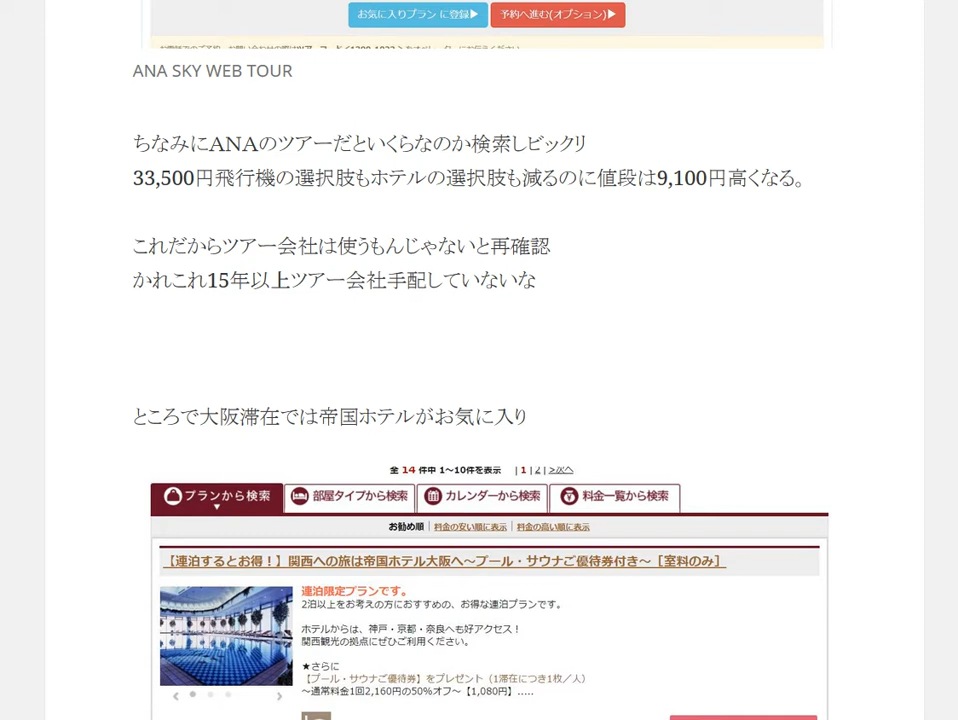 お気に入りプラン に登録▶ 予約へ進む(オプション)▶
ANA SKY WEB TOUR
ちなみにANAのツアーだといくらなのか検索しビックリ
33,500円飛行機の選択肢もホテルの選択肢も減るのに値段は9,100円高くなる。
これだからツアー会社は使うもんじゃないと再確認
かれこれ15年以上ツアー会社手配していないな
ところで大阪滞在では帝国ホテルがお気に入り
全 14 件中 1～10件を表示 | 1 | 2 | >次へ
プランから検索 ▼ 部屋タイプから検索 カレンダーから検索 料金一覧から検索
お勧め順 | 料金の安い順に表示 | 料金の高い順に表示
【連泊するとお得！】関西への旅は帝国ホテル大阪へ～プール・サウナご優待券付き～［室料のみ］
連泊限定プランです。
2泊以上をお考えの方におすすめの、お得な連泊プランです。
ホテルからは、神戸・京都・奈良へも好アクセス！
関西観光の拠点にぜひご利用ください。
★さらに
【プール・サウナご優待券】をプレゼント（1滞在につき1枚／人）
～通常料金1回2,160円の50％オフ～【1,080円】.....